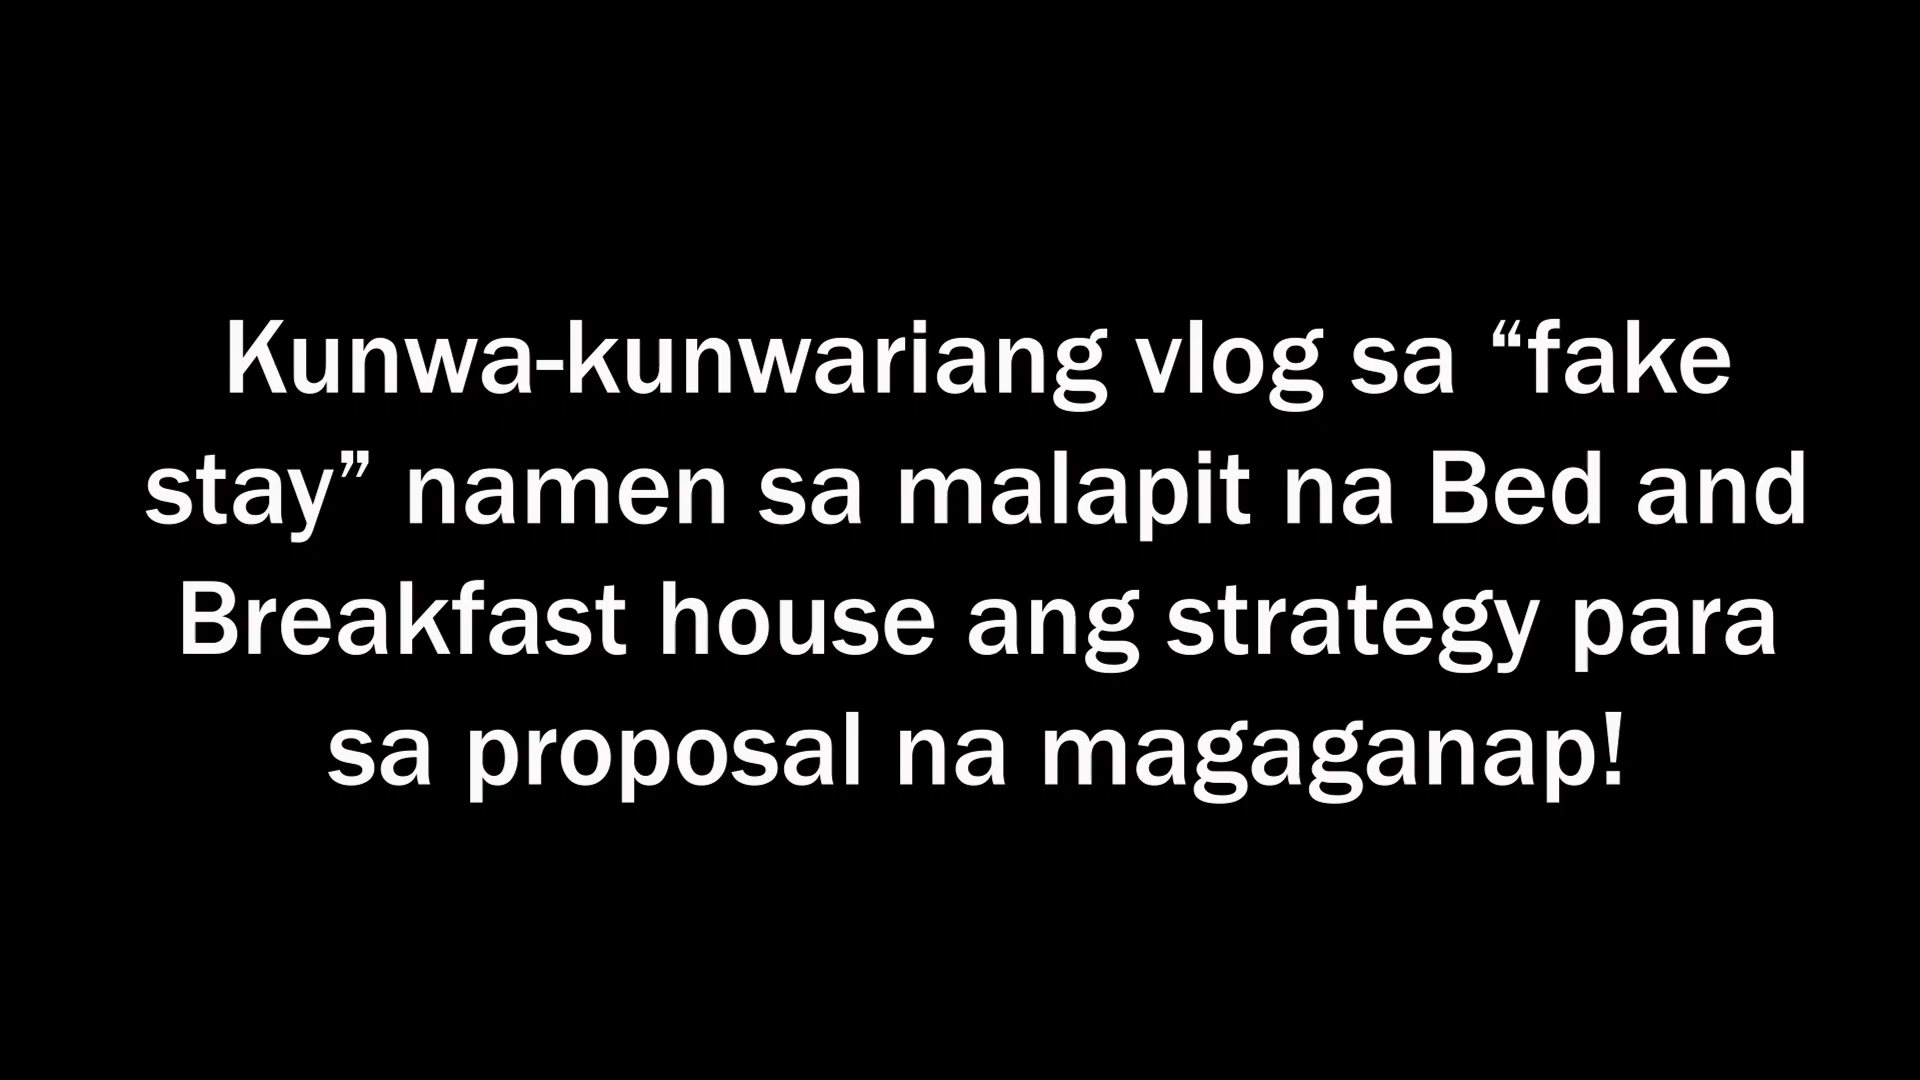 Kunwa-kunwariang vlog sa “fake
stay” namen sa malapit na Bed and
Breakfast house ang strategy para
sa proposal na magaganap!